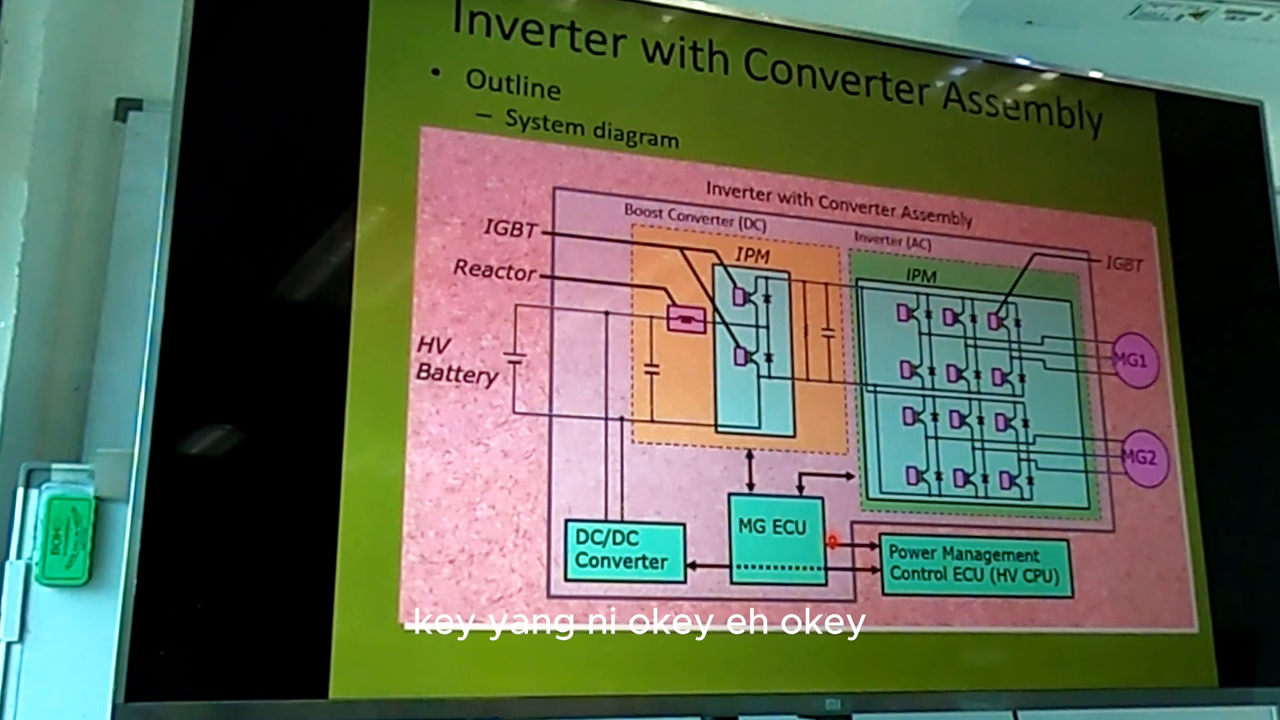 Inverter with Converter Assembly
• Outline
– System diagram
Inverter with Converter Assembly
Boost Converter (DC)
Inverter (AC)
IGBT
IPM
IPM
IGBT
Reactor
HV
Battery
MG1
MG2
MG ECU
DC/DC
Converter
Power Management
Control ECU (HV CPU)
key yang ni okey eh okey